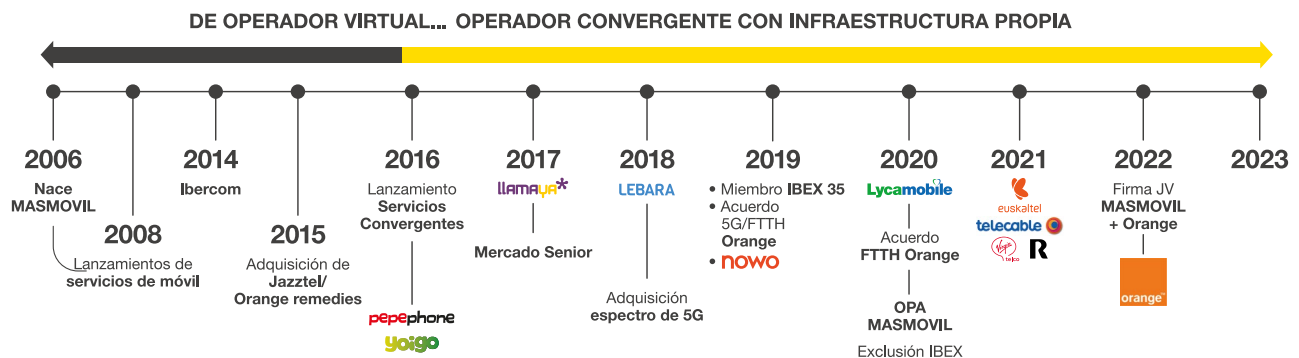 DE OPERADOR VIRTUAL... OPERADOR CONVERGENTE CON INFRAESTRUCTURA PROPIA
2006
Nace
MASMOVIL
2008
Lanzamientos de
servicios de móvil
2014
Ibercom
2015
Adquisición de
Jazztel/
Orange remedies
2016
Lanzamiento
Servicios
Convergentes
pepephone
yoigo
2017
llamaya*
Mercado Senior
2018
LEBARA
Adquisición
espectro de 5G
2019
• Miembro IBEX 35
• Acuerdo
5G/FTTH
Orange
• nowo
2020
Lycamobile
Acuerdo
FTTH Orange
OPA
MASMOVIL
Exclusión IBEX
2021
euskaltel
telecable
Virgin
telco
R
2022
Firma JV
MASMOVIL
+ Orange
orange™
2023